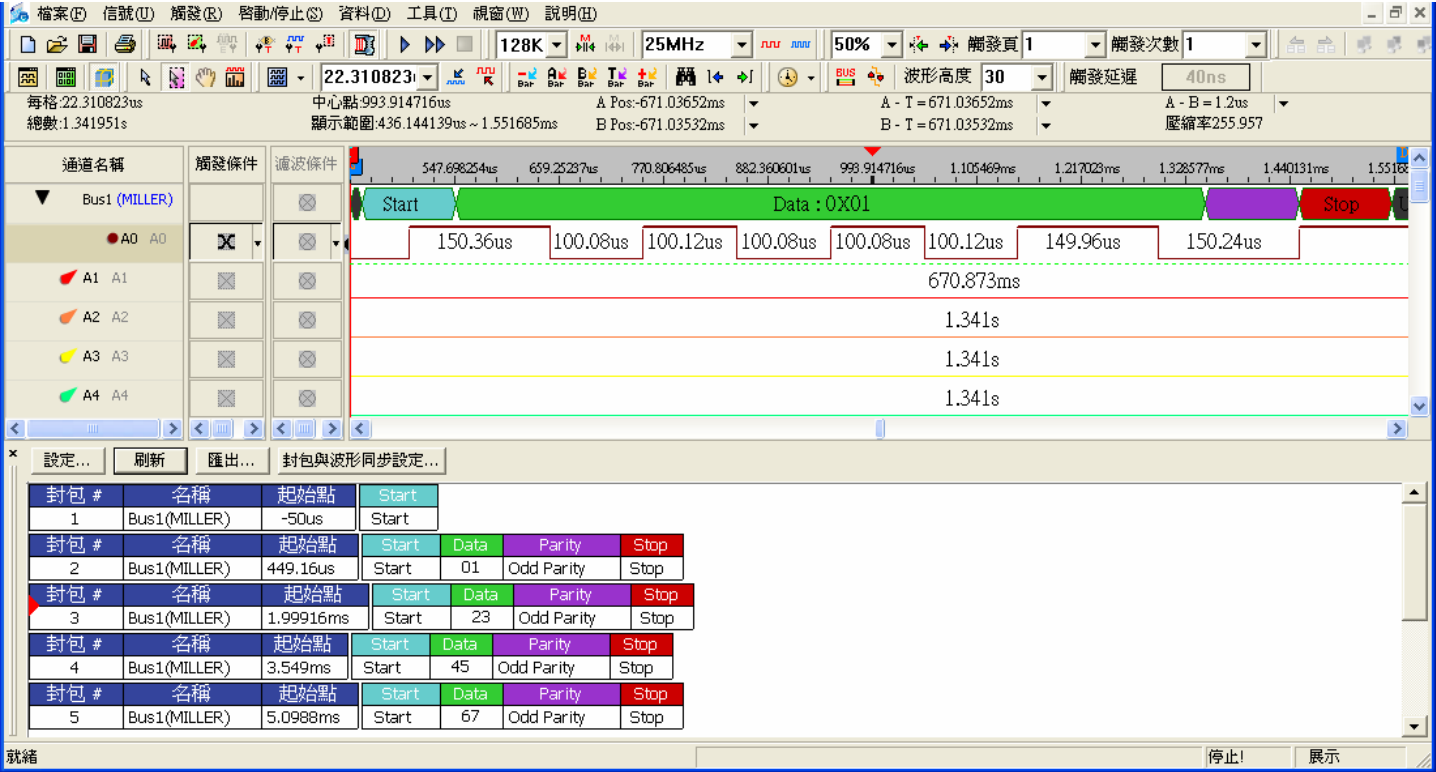 檔案(F) 信號(U) 觸發(R) 啓動/停止(S) 資料(D) 工具(T) 視窗(W) 說明(H)
128K 25MHz 50% 觸發頁 1 觸發次數 1
22.310823 Bar Bar Bar Bar Bar BUS 波形高度 30 觸發延遲 40ns
每格:22.310823us 中心點:993.914716us A Pos:-671.03652ms A - T = 671.03652ms A - B = 1.2us
總數:1.341951s 顯示範圍:436.144139us ~ 1.551685ms B Pos:-671.03532ms B - T = 671.03532ms 壓縮率255.957
通道名稱 觸發條件 濾波條件 547.698254us 659.25237us 770.806485us 882.360601us 993.914716us 1.105469ms 1.217023ms 1.328577ms 1.440131ms 1.5516
Bus1 (MILLER) Start Data : 0X01 Stop U
A0 A0 150.36us 100.08us 100.12us 100.08us 100.08us 100.12us 149.96us 150.24us
A1 A1 670.873ms
A2 A2 1.341s
A3 A3 1.341s
A4 A4 1.341s
設定... 刷新 匯出... 封包與波形同步設定...
封包 # 名稱 起始點 Start
1 Bus1(MILLER) -50us Start
封包 # 名稱 起始點 Start Data Parity Stop
2 Bus1(MILLER) 449.16us Start 01 Odd Parity Stop
封包 # 名稱 起始點 Start Data Parity Stop
3 Bus1(MILLER) 1.99916ms Start 23 Odd Parity Stop
封包 # 名稱 起始點 Start Data Parity Stop
4 Bus1(MILLER) 3.549ms Start 45 Odd Parity Stop
封包 # 名稱 起始點 Start Data Parity Stop
5 Bus1(MILLER) 5.0988ms Start 67 Odd Parity Stop
就緒 停止! 展示